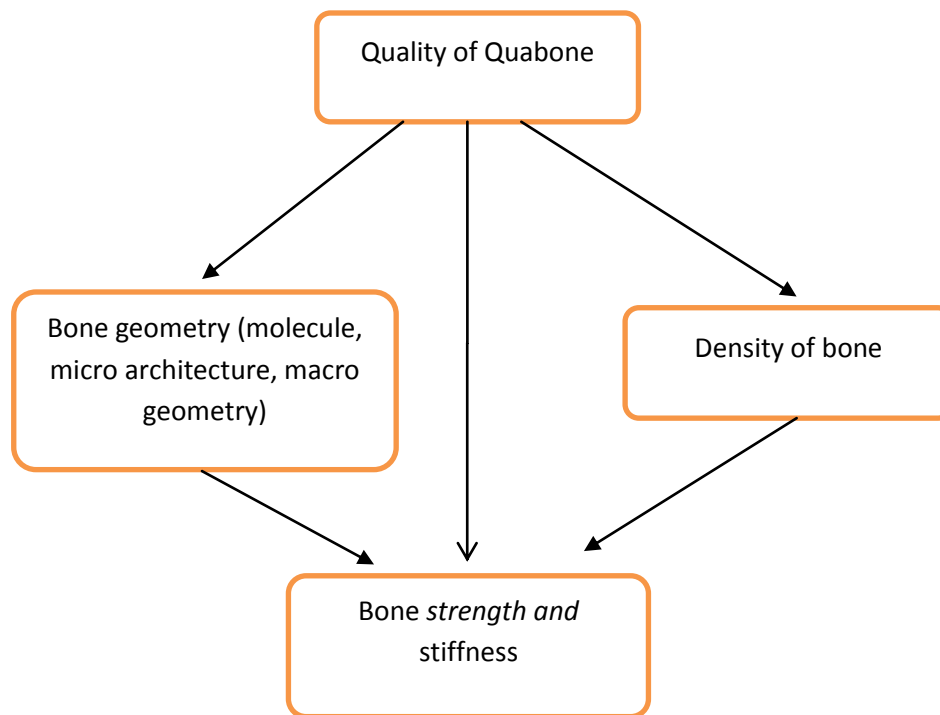 Quality of Quabone
Bone geometry (molecule,
micro architecture, macro
geometry)
Density of bone
Bone strength and
stiffness